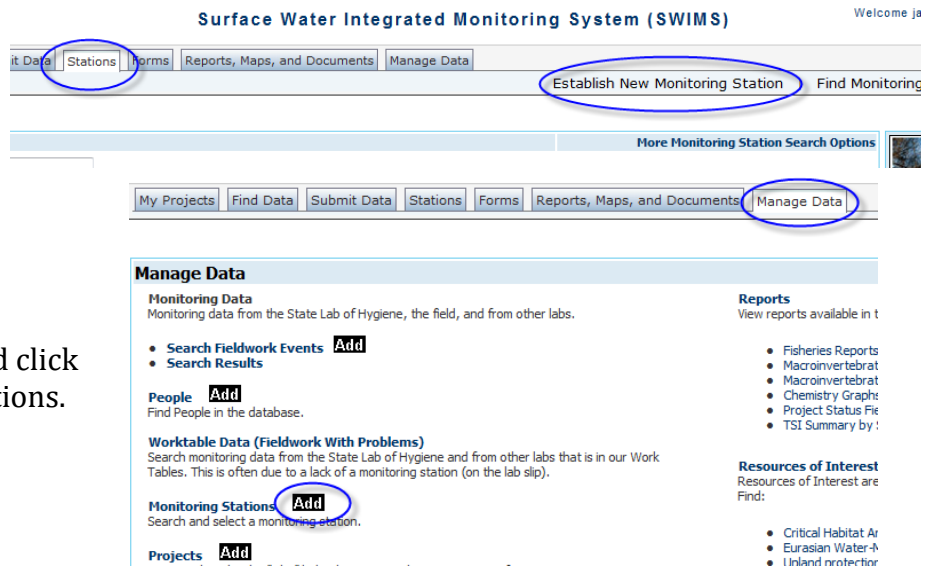 Surface Water Integrated Monitoring System (SWIMS)
Welcome ja
it Data Stations Forms Reports, Maps, and Documents Manage Data
Establish New Monitoring Station Find Monitoring
More Monitoring Station Search Options
My Projects Find Data Submit Data Stations Forms Reports, Maps, and Documents Manage Data
Manage Data
Monitoring Data
Monitoring data from the State Lab of Hygiene, the field, and from other labs.
• Search Fieldwork Events Add
• Search Results
d click
tions.
People Add
Find People in the database.
Worktable Data (Fieldwork With Problems)
Search monitoring data from the State Lab of Hygiene and from other labs that is in our Work
Tables. This is often due to a lack of a monitoring station (on the lab slip).
Monitoring Stations Add
Search and select a monitoring station.
Projects Add
Reports
View reports available in t
• Fisheries Reports
• Macroinvertebrat
• Macroinvertebrat
• Chemistry Graphs
• Project Status Fie
• TSI Summary by
Resources of Interest
Resources of Interest are
Find:
• Critical Habitat Ar
• Eurasian Water-M
• Upland protection